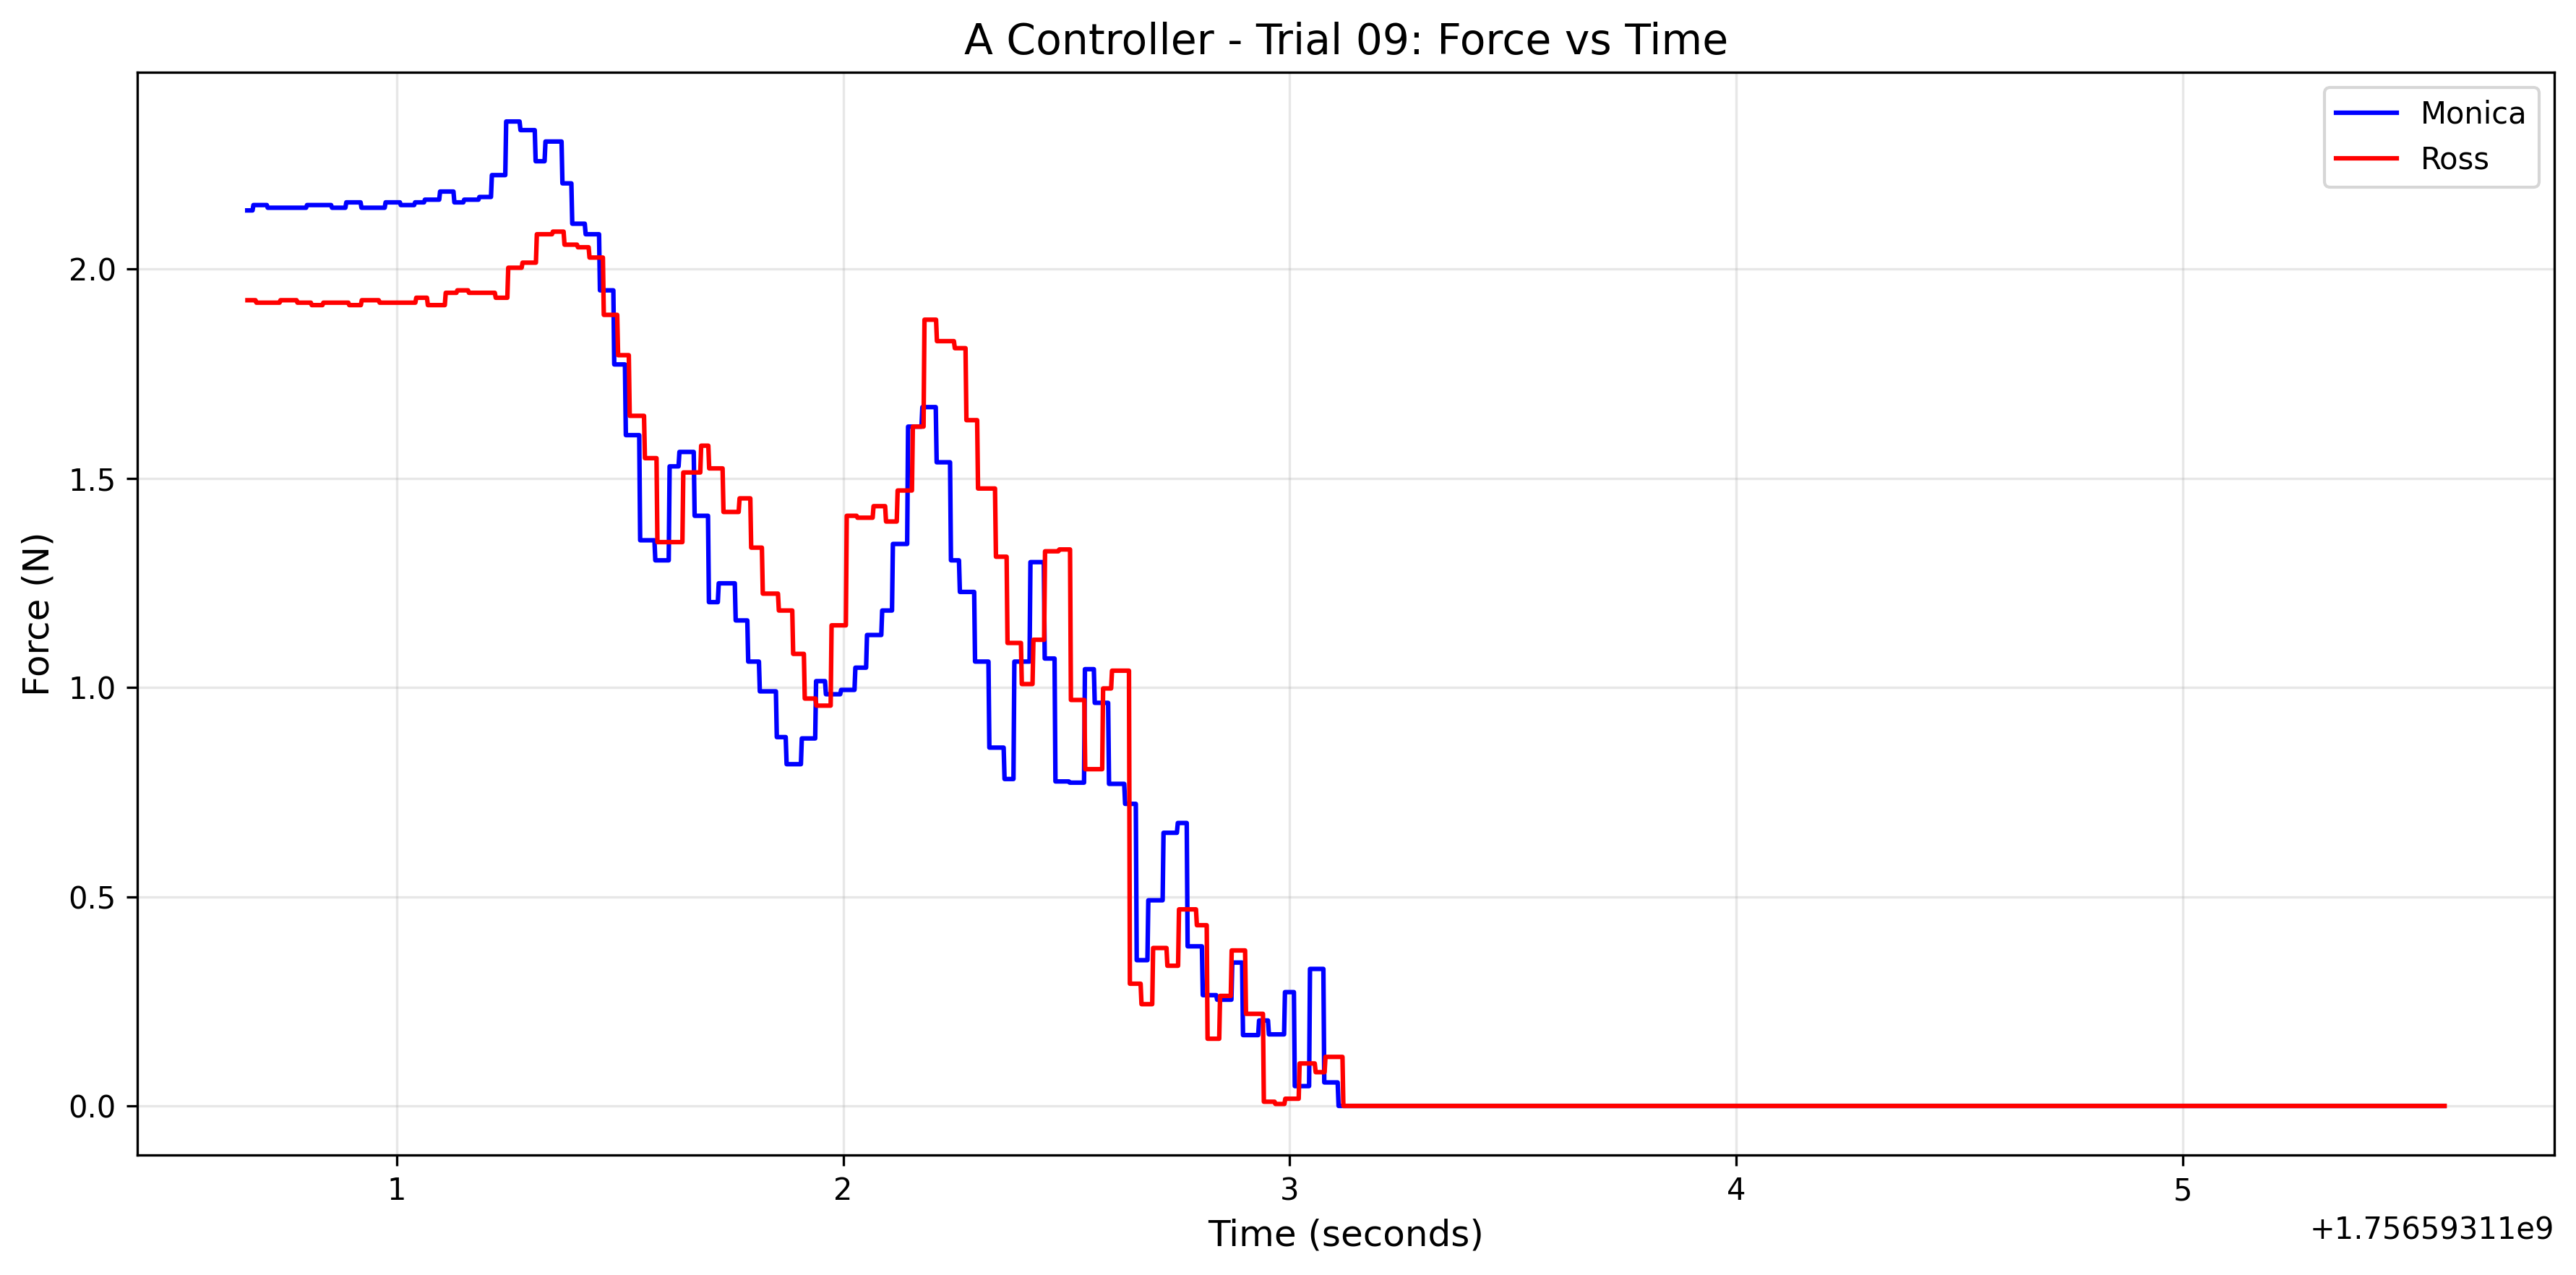 A Controller - Trial 09: Force vs Time
Monica
Ross
Force (N)
2.0
1.5
1.0
0.5
0.0
1 2 3 4 5
Time (seconds)
+1.75659311e9